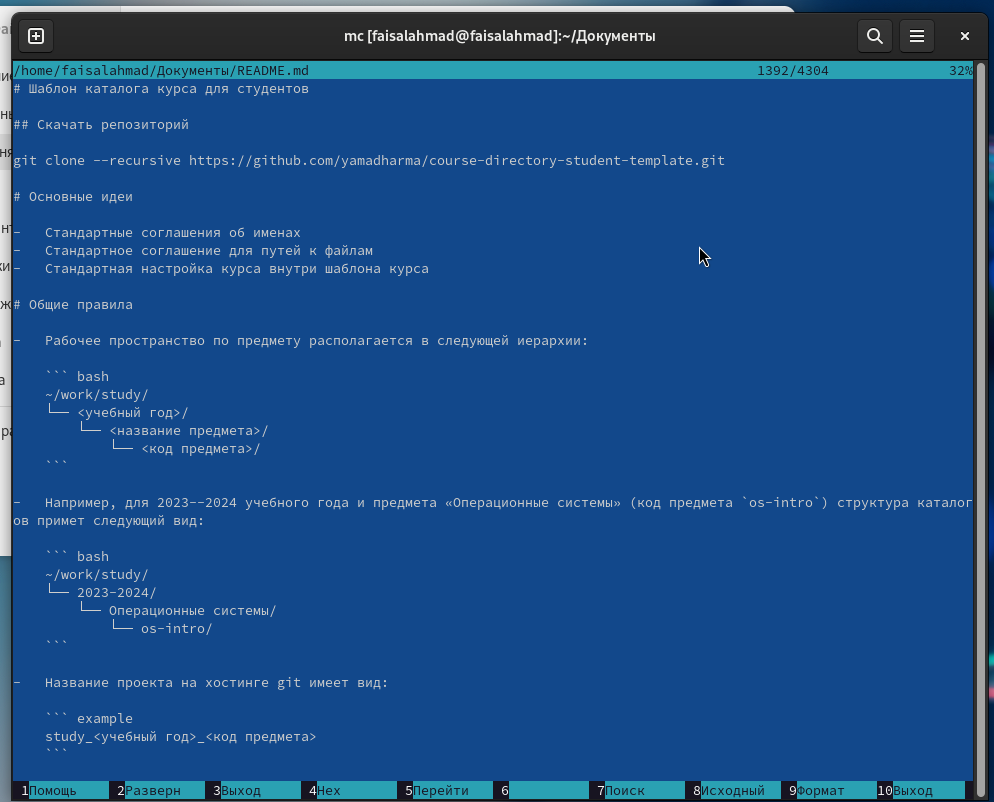 mc [faisalahmad@faisalahmad]:~/Документы
/home/faisalahmad/Документы/README.md 1392/4304 32%
# Шаблон каталога курса для студентов
## Скачать репозиторий
git clone --recursive https://github.com/yamadharma/course-directory-student-template.git
# Основные идеи
-   Стандартные соглашения об именах
-   Стандартное соглашение для путей к файлам
-   Стандартная настройка курса внутри шаблона курса
# Общие правила
-   Рабочее пространство по предмету располагается в следующей иерархии:
``` bash
~/work/study/
└── <учебный год>/
└── <название предмета>/
└── <код предмета>/
```
-   Например, для 2023--2024 учебного года и предмета «Операционные системы» (код предмета `os-intro`) структура каталог
ов примет следующий вид:
``` bash
~/work/study/
└── 2023-2024/
└── Операционные системы/
└── os-intro/
```
-   Название проекта на хостинге git имеет вид:
``` example
study_<учебный год>_<код предмета>
```
1Помощь 2Разверн 3Выход 4Hex 5Перейти 6 7Поиск 8Исходный 9Формат 10Выход